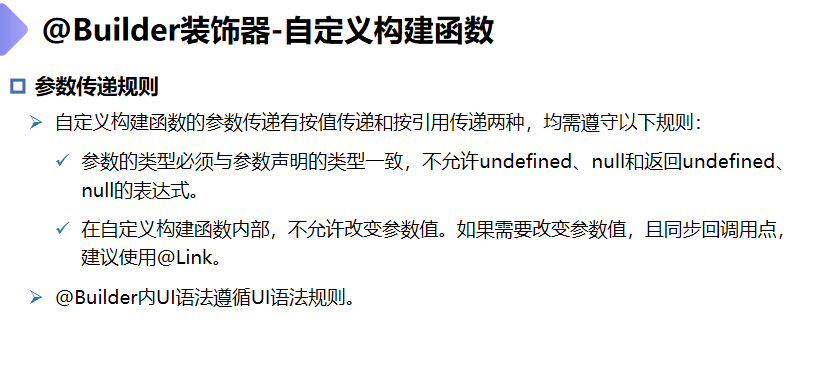 @Builder装饰器-自定义构建函数
参数传递规则
自定义构建函数的参数传递有按值传递和按引用传递两种，均需遵守以下规则：
参数的类型必须与参数声明的类型一致，不允许undefined、null和返回undefined、
null的表达式。
在自定义构建函数内部，不允许改变参数值。如果需要改变参数值，且同步回调用点，
建议使用@Link。
@Builder内UI语法遵循UI语法规则。